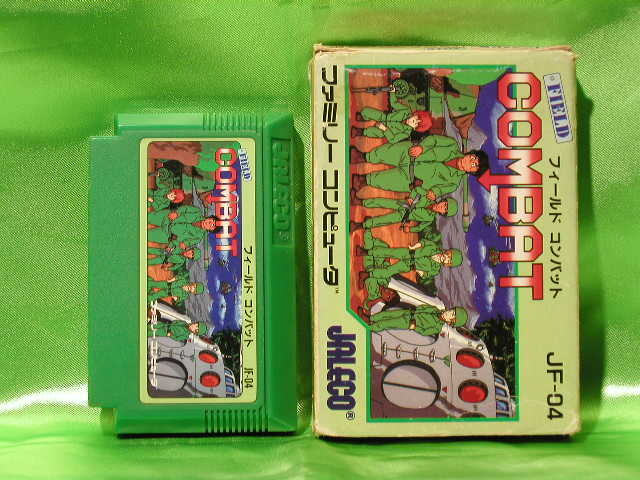 JALECO
FIELD
COMBAT
フィールド コンバット
JF-04
FIELD
COMBAT
フィールド コンバット
JF-04
ファミリー コンピュータ™
JALECO®